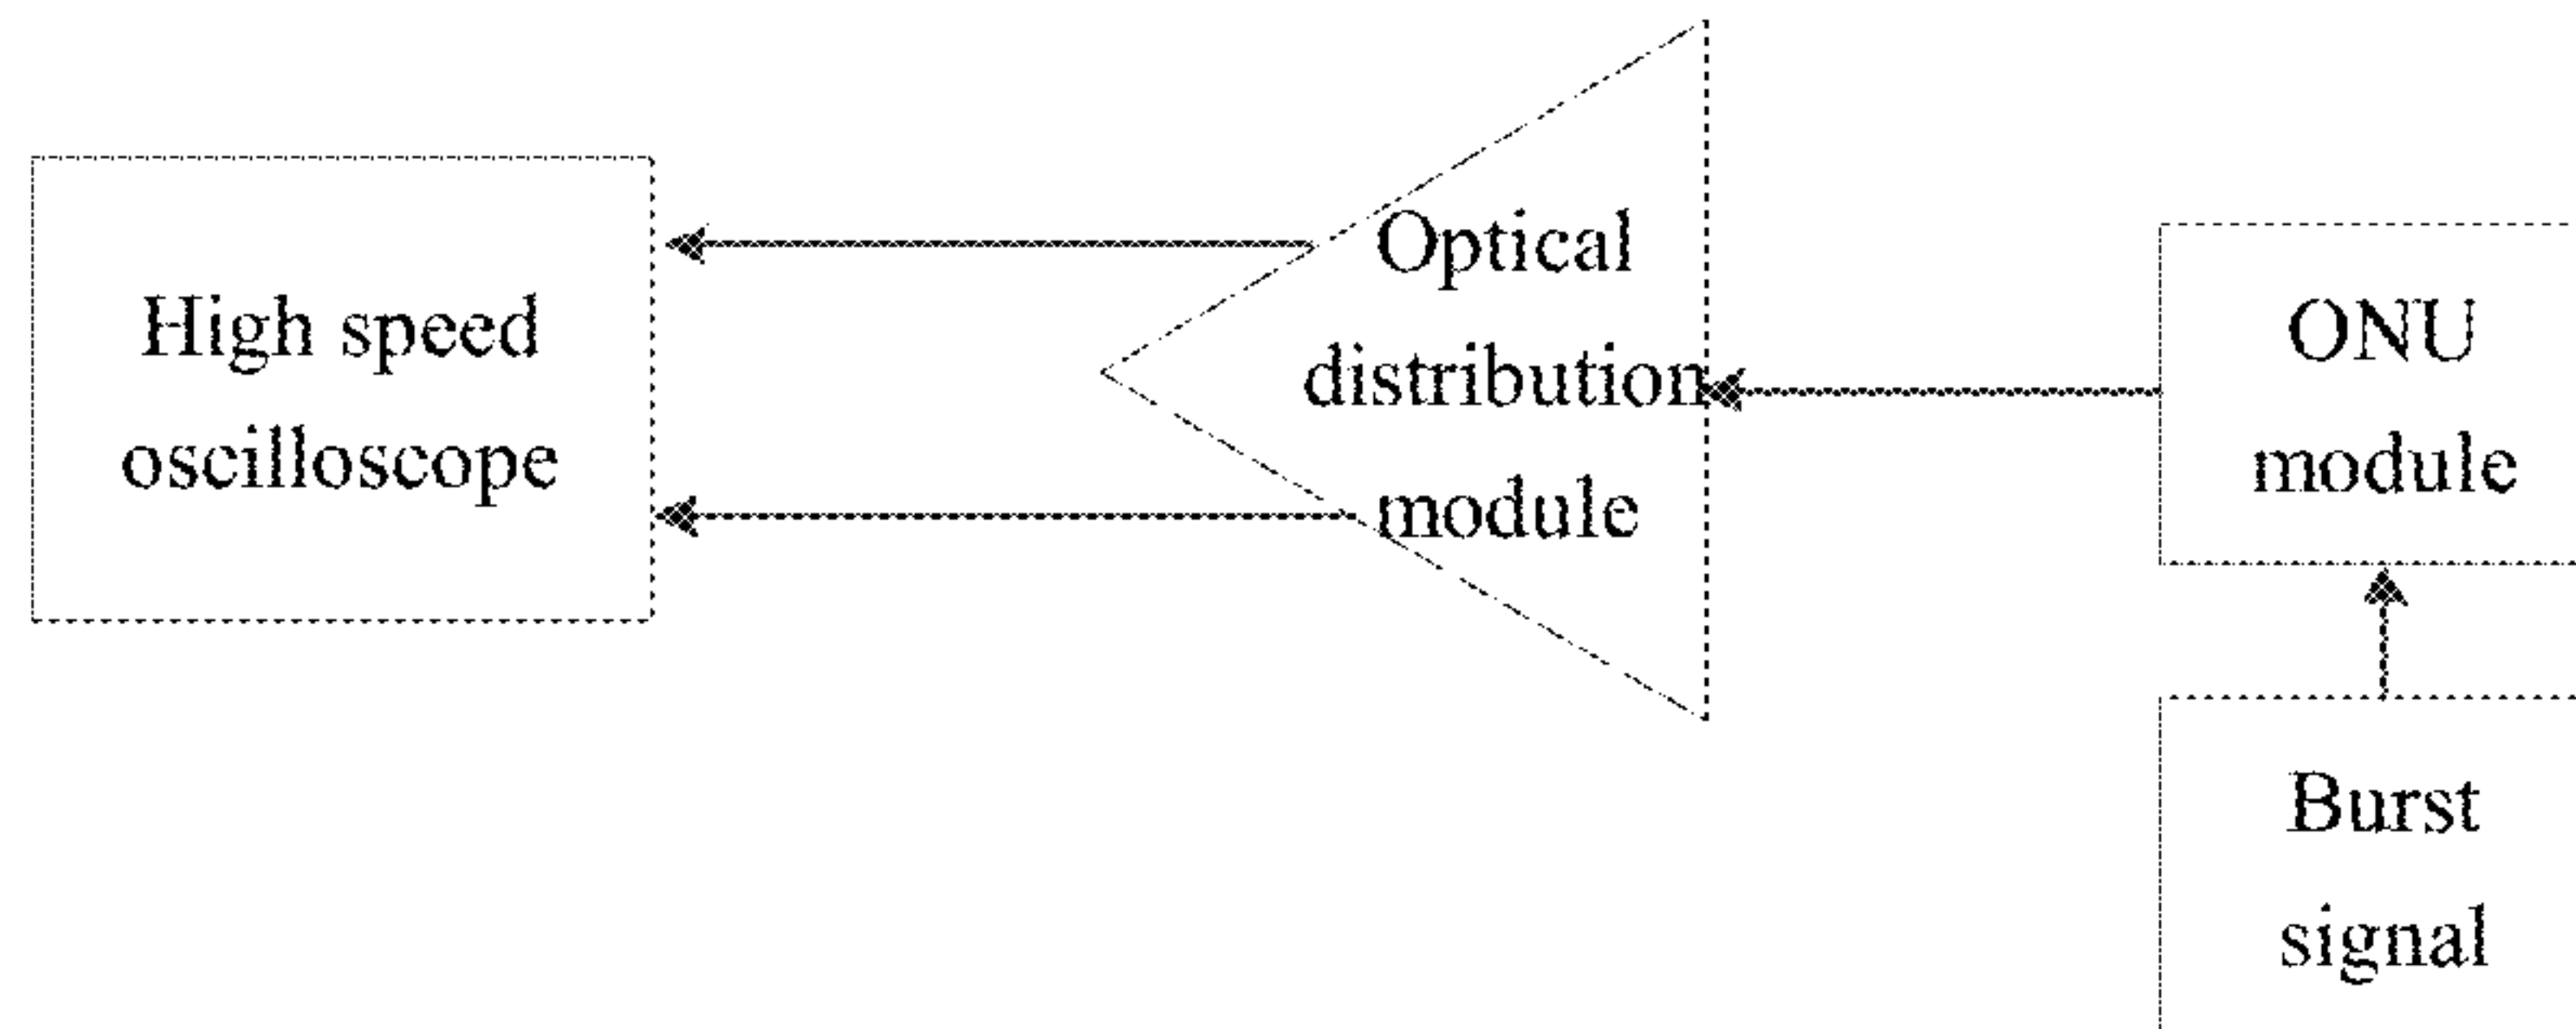 High speed
oscilloscope
Optical
distribution
module
ONU
module
Burst
signal